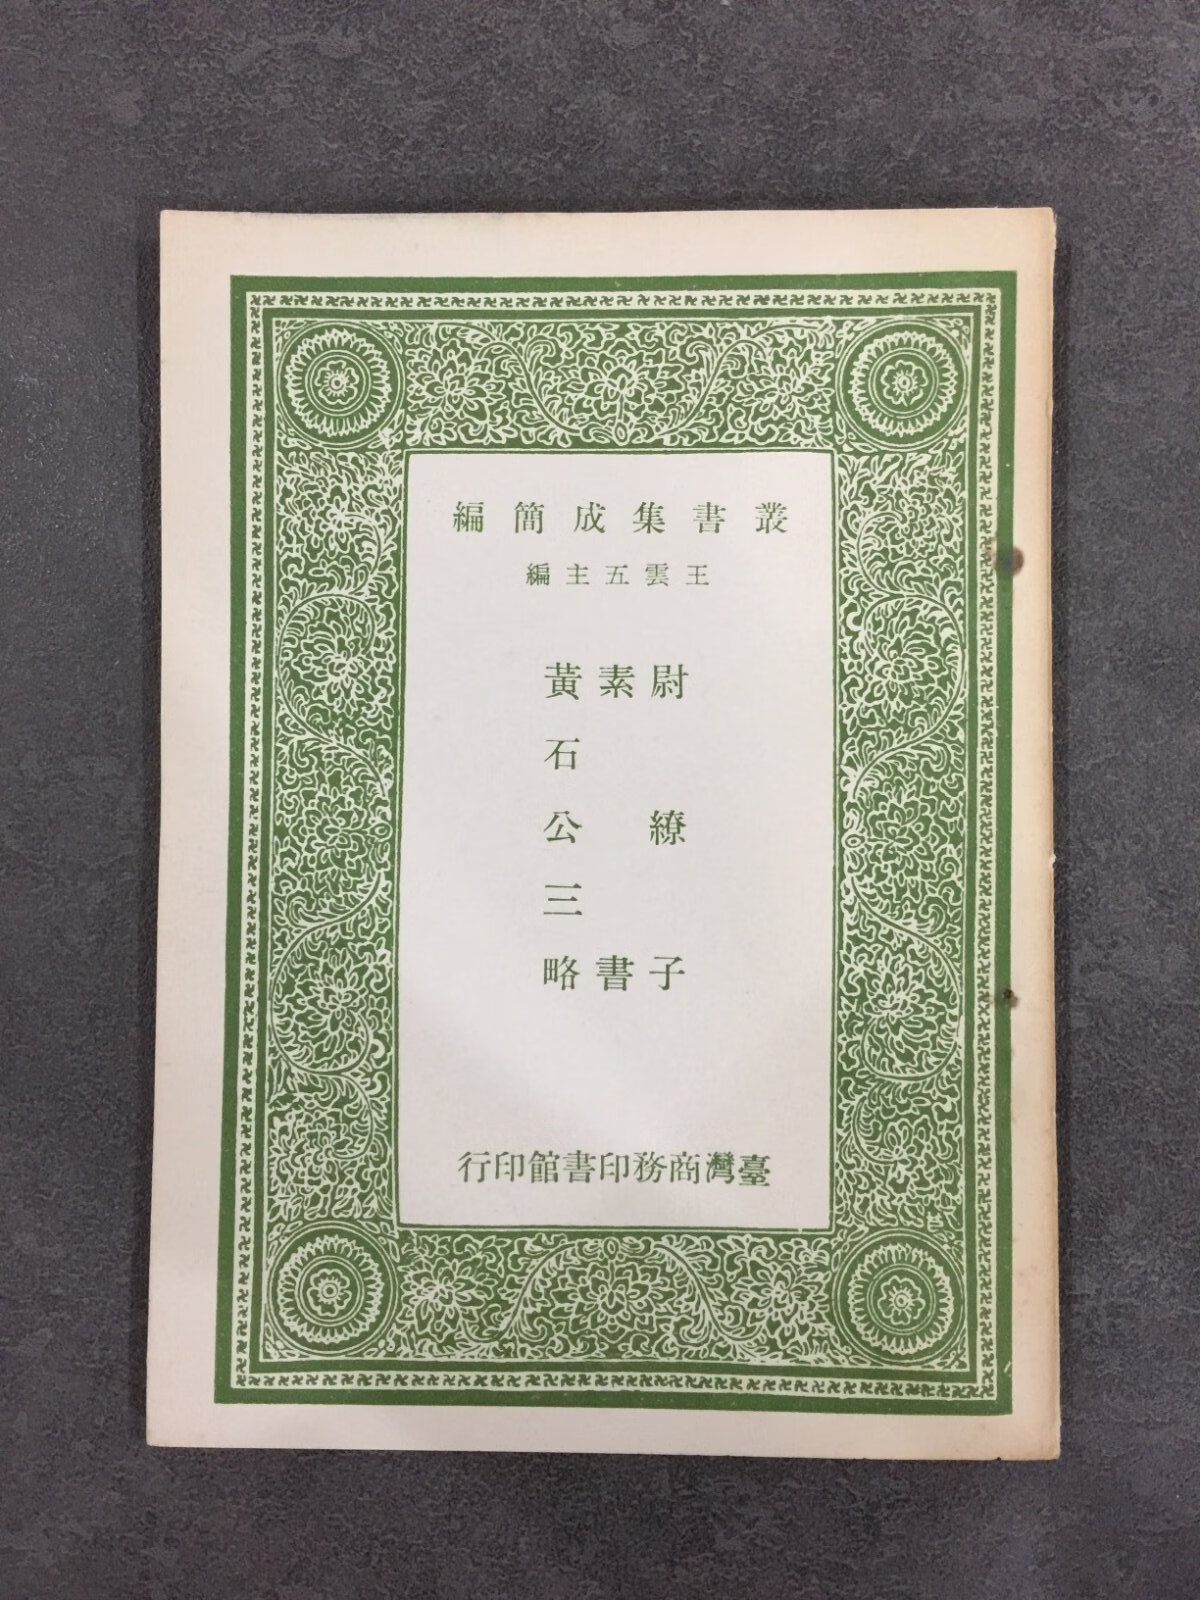 叢書集成簡編
王雲五主編
尉繚子
素書
黃石公三略
臺灣商務印書館印行